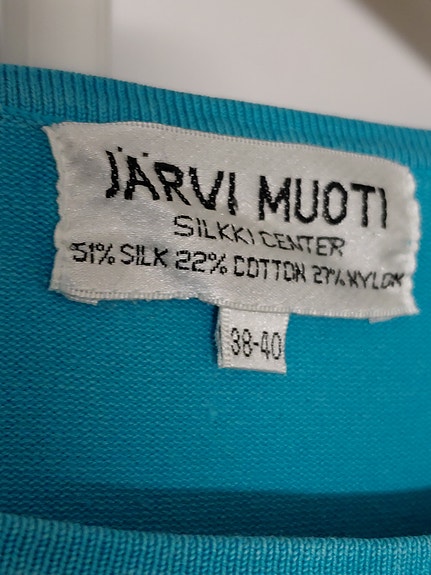 JÄRVI MUOTI
SILKKI CENTER
51% SILK 22% COTTON 27% NYLON
38-40